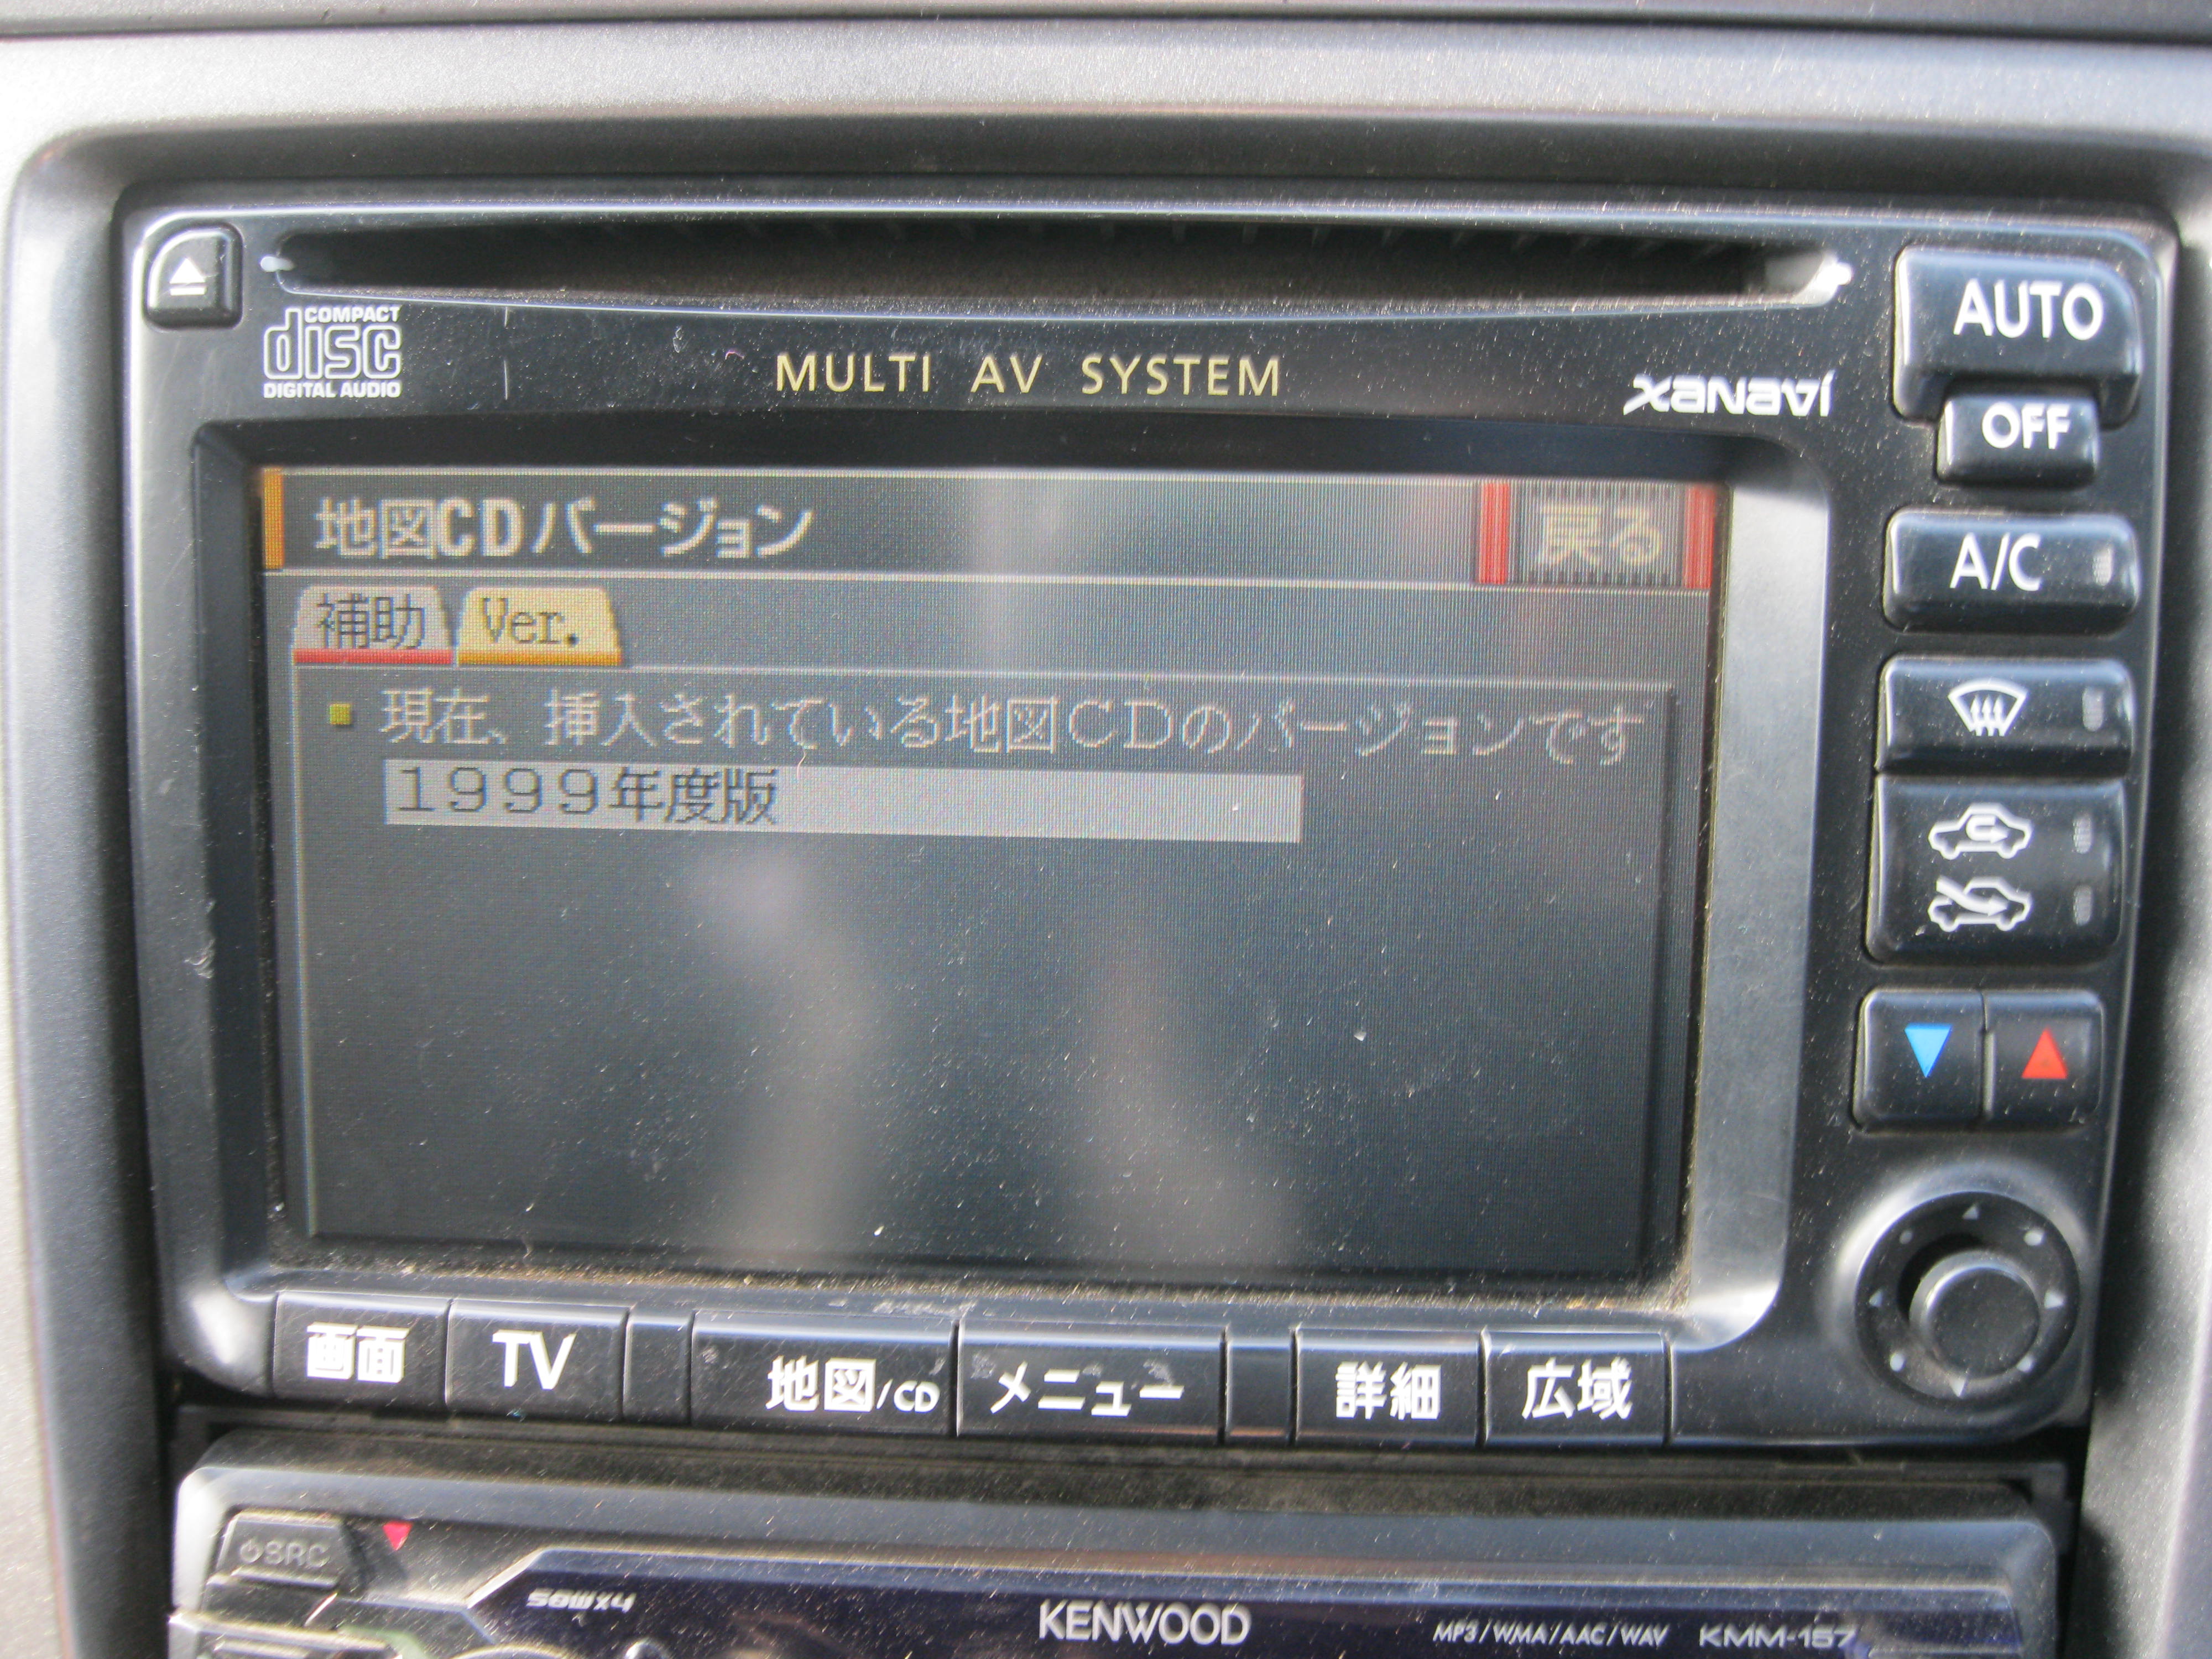 COMPACT
disc
DIGITAL AUDIO
MULTI AV SYSTEM
xanavi
AUTO
OFF
A/C
地図CDバージョン
戻る
補助 Ver.
現在、挿入されている地図CDのバージョンです
1999年度版
画面 TV 地図/CD メニュー 詳細 広域
SRC
50Wx4
KENWOOD
MP3/WMA/AAC/WAV KMM-157